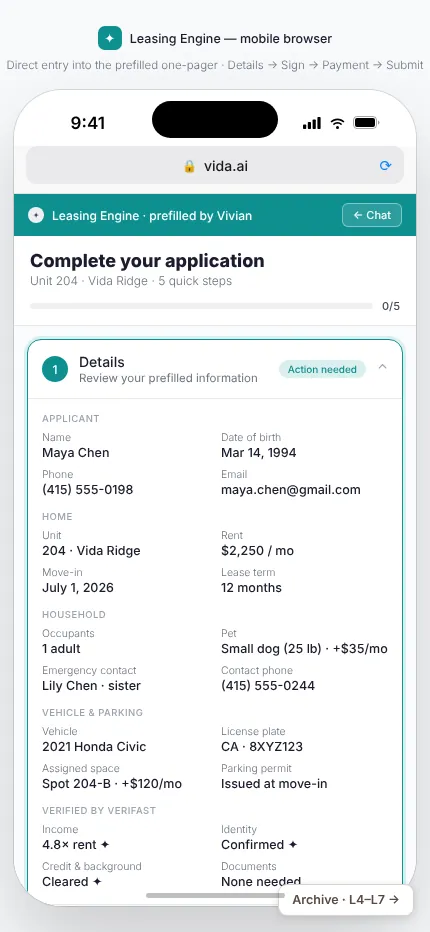 Leasing Engine — mobile browser
Direct entry into the prefilled one-pager · Details → Sign → Payment → Submit
9:41
vida.ai
Leasing Engine · prefilled by Vivian
← Chat
Complete your application
Unit 204 · Vida Ridge · 5 quick steps
0/5
1
Details
Review your prefilled information
Action needed
APPLICANT
Name
Date of birth
Maya Chen
Mar 14, 1994
Phone
Email
(415) 555-0198
maya.chen@gmail.com
HOME
Unit
Rent
204 · Vida Ridge
$2,250 / mo
Move-in
Lease term
July 1, 2026
12 months
HOUSEHOLD
Occupants
Pet
1 adult
Small dog (25 lb) · +$35/mo
Emergency contact
Contact phone
Lily Chen · sister
(415) 555-0244
VEHICLE & PARKING
Vehicle
License plate
2021 Honda Civic
CA · 8XYZ123
Assigned space
Parking permit
Spot 204-B · +$120/mo
Issued at move-in
VERIFIED BY VERIFAST
Income
Identity
4.8× rent ✦
Confirmed ✦
Credit & background
Documents
Cleared ✦
None needed
Archive · L4–L7 →